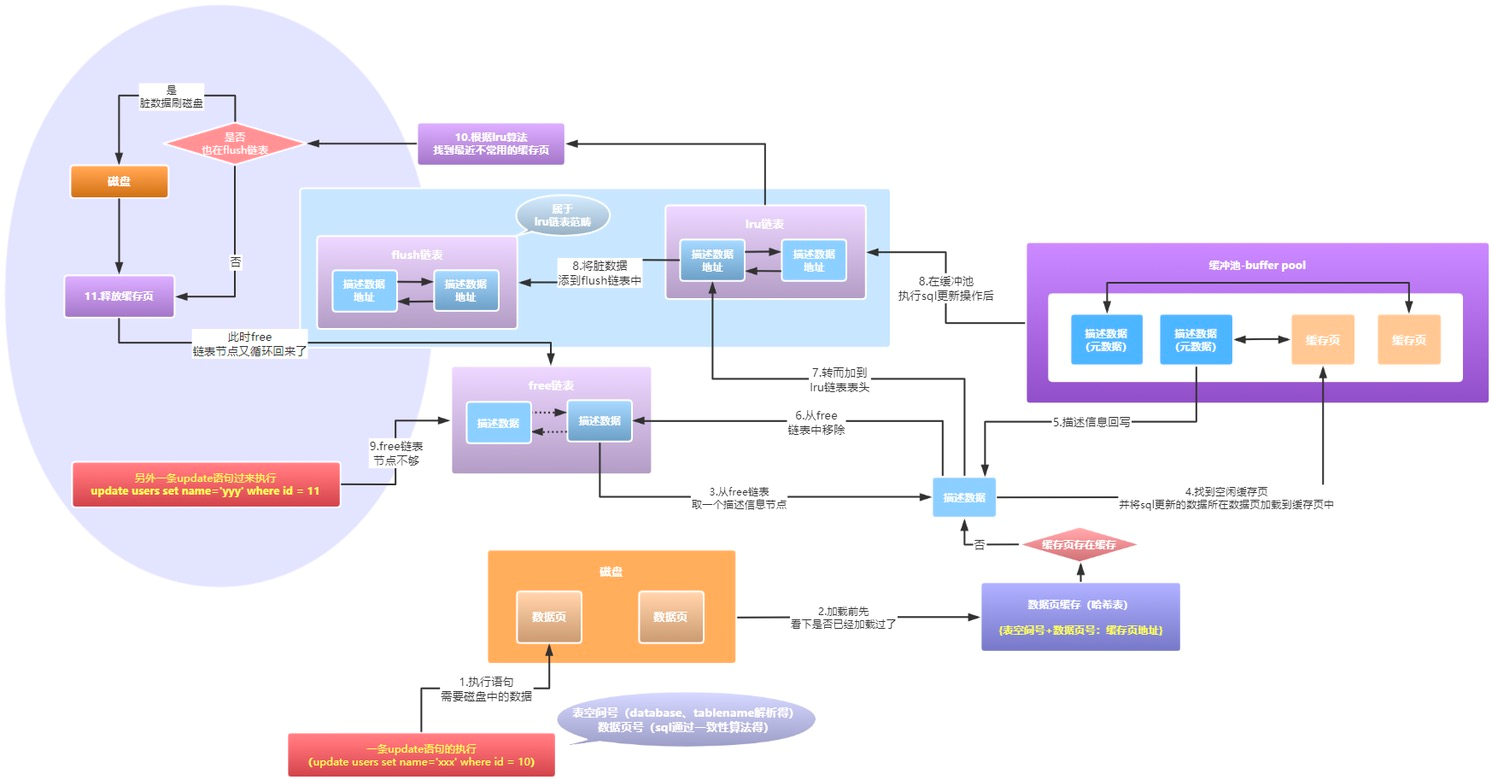 是
脏数据刷磁盘
是否
也在flush链表
10.根据lru算法
找到最近不常用的缓存页
磁盘
否
11.释放缓存页
此时free
链表节点又循环回来了
属于
lru链表范畴
flush链表
描述数据
地址
描述数据
地址
8.将脏数据
添到flush链表中
lru链表
描述数据
地址
描述数据
地址
8.在缓冲池
执行sql更新操作后
缓冲池-buffer pool
描述数据
(元数据)
描述数据
(元数据)
缓存页
缓存页
free链表
描述数据
描述数据
7.转而加到
lru链表表头
6.从free
链表中移除
5.描述信息回写
9.free链表
节点不够
另外一条update语句过来执行
update users set name='yyy' where id = 11
3.从free链表
取一个描述信息节点
描述数据
4.找到空闲缓存页
并将sql更新的数据所在数据页加载到缓存页中
否
缓存页存在缓存
磁盘
数据页
数据页
2.加载前先
看下是否已经加载过了
数据页缓存（哈希表）
{表空间号+数据页号：缓存页地址}
1.执行语句
需要磁盘中的数据
表空间号（database、tablename解析得)
数据页号（sql通过一致性算法得）
一条update语句的执行
(update users set name='xxx' where id = 10)